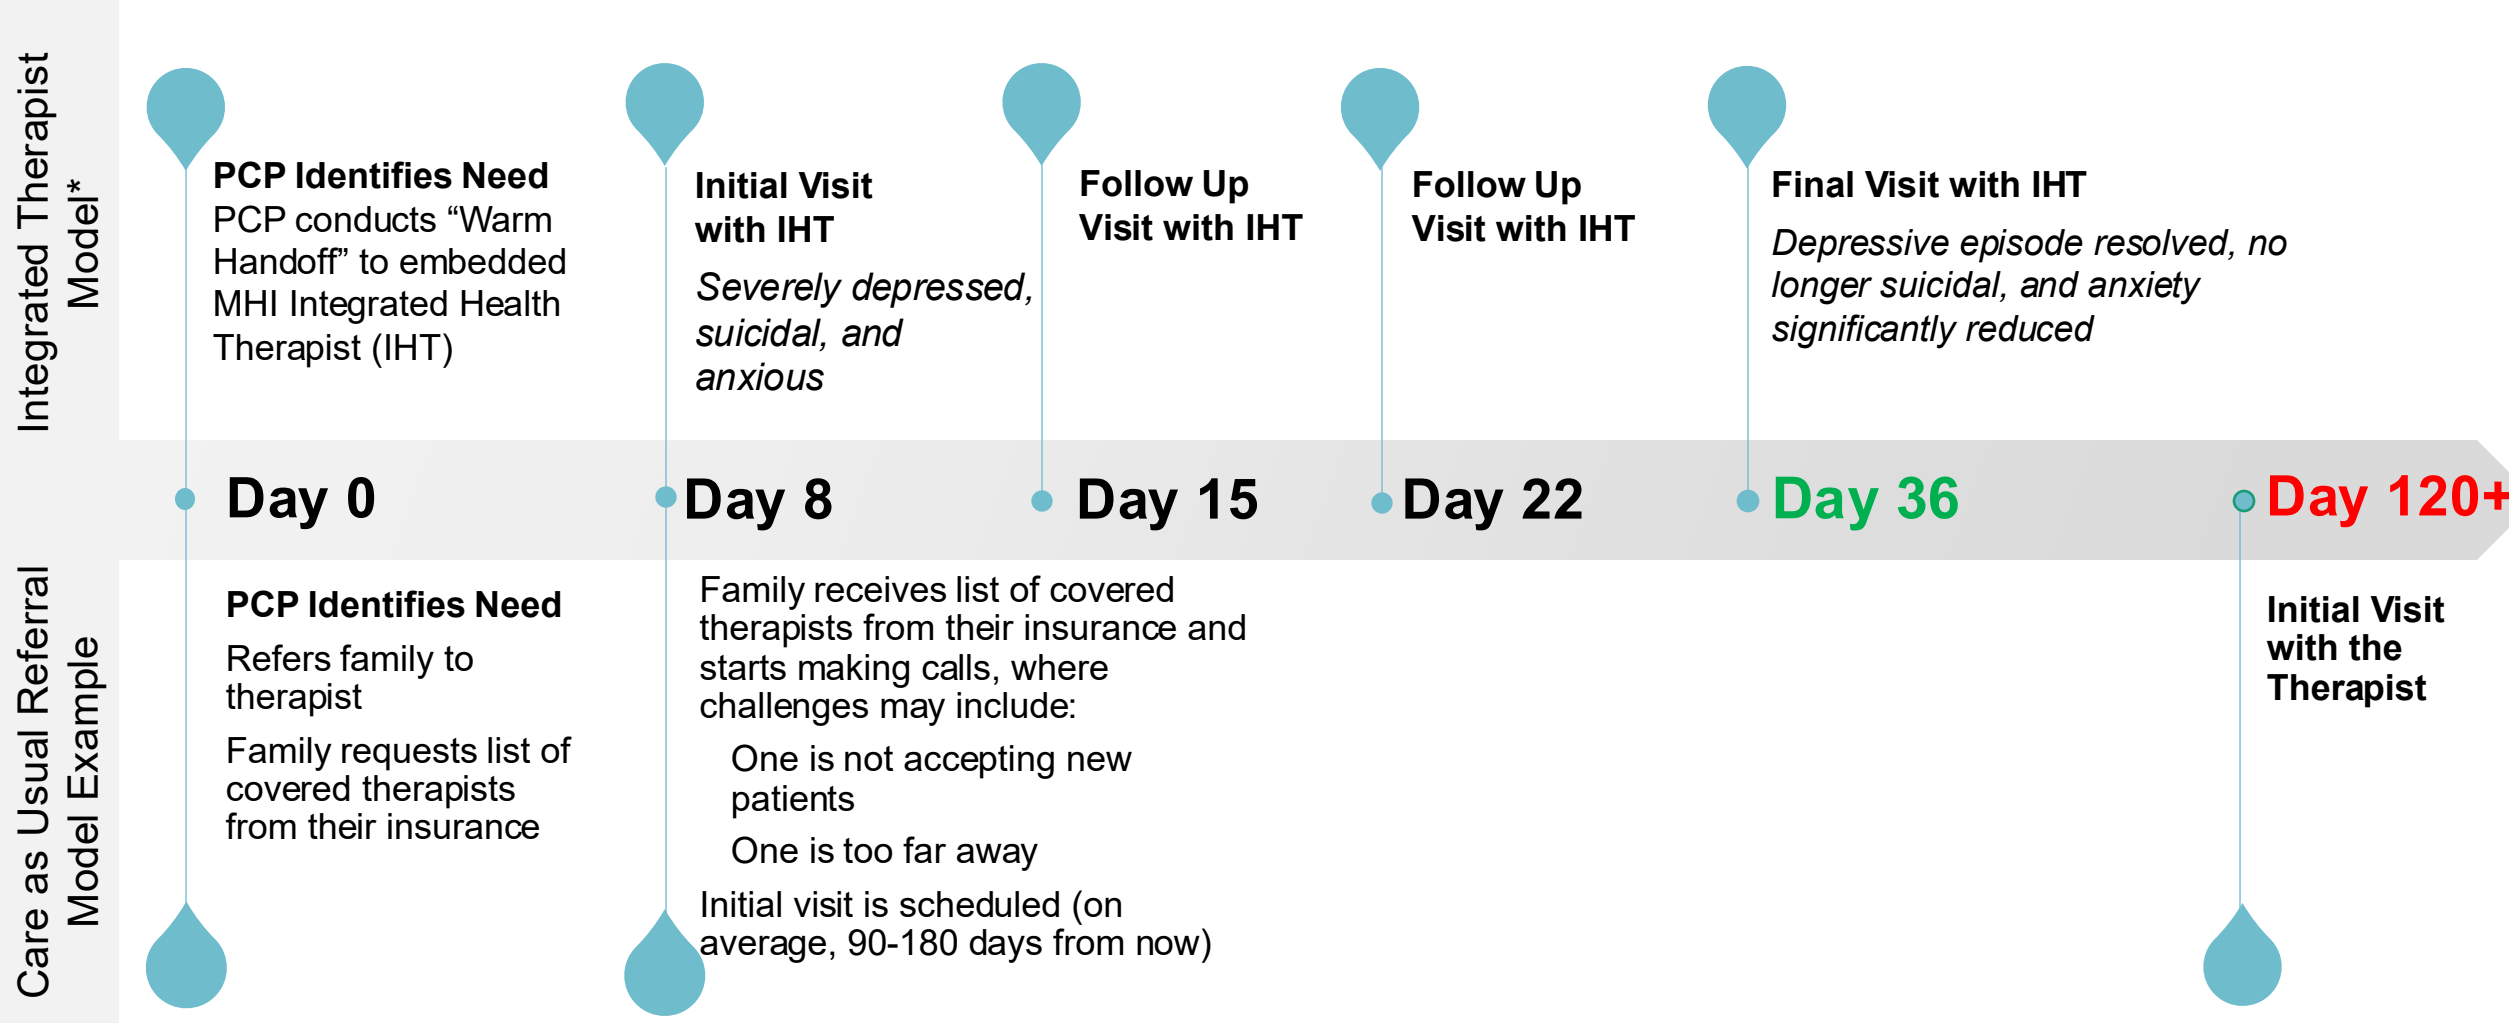 Integrated Therapist
Model*
PCP Identifies Need
PCP conducts “Warm
Handoff” to embedded
MHI Integrated Health
Therapist (IHT)
Initial Visit
with IHT
Severely depressed,
suicidal, and
anxious
Follow Up
Visit with IHT
Follow Up
Visit with IHT
Final Visit with IHT
Depressive episode resolved, no
longer suicidal, and anxiety
significantly reduced
Day 0
Day 8
Day 15
Day 22
Day 36
Day 120+
Care as Usual Referral
Model Example
PCP Identifies Need
Refers family to
therapist
Family requests list of
covered therapists
from their insurance
Family receives list of covered
therapists from their insurance and
starts making calls, where
challenges may include:
One is not accepting new
patients
One is too far away
Initial visit is scheduled (on
average, 90-180 days from now)
Initial Visit
with the
Therapist